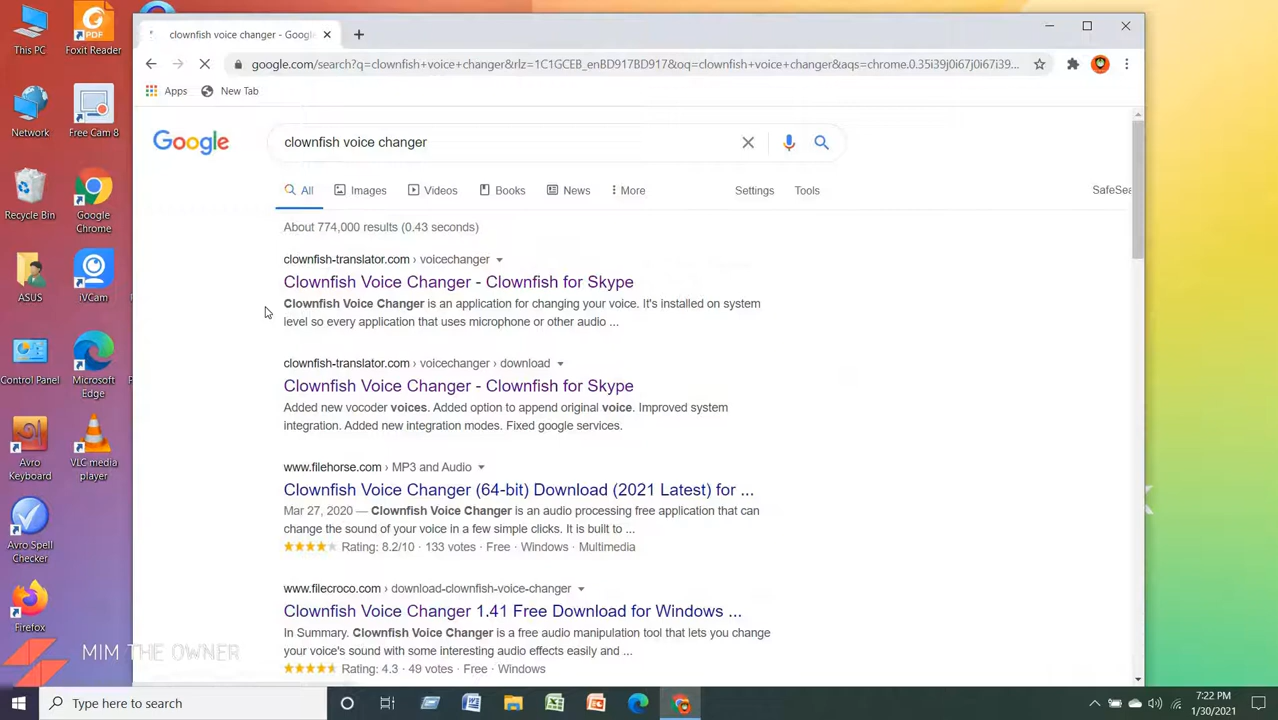 This PC
Foxit Reader
Network
Free Cam 8
Recycle Bin
Google
Chrome
ASUS
iVCam
Control Panel
Microsoft
Edge
Avro
Keyboard
VLC media
player
Avro Spell
Checker
Firefox
clownfish voice changer - Goog
google.com/search?q=clownfish+voice+changer&rlz=1C1GCEB_enBD917BD917&oq=clownfish+voice+changer&aqs=chrome.0.35i39j0i67j0i67i39...
Apps
New Tab
Google
clownfish voice changer
All
Images
Videos
Books
News
More
Settings
Tools
SafeSea
About 774,000 results (0.43 seconds)
clownfish-translator.com › voicechanger
Clownfish Voice Changer - Clownfish for Skype
Clownfish Voice Changer is an application for changing your voice. It's installed on system
level so every application that uses microphone or other audio ...
clownfish-translator.com › voicechanger › download
Clownfish Voice Changer - Clownfish for Skype
Added new vocoder voices. Added option to append original voice. Improved system
integration. Added new integration modes. Fixed google services.
www.filehorse.com › MP3 and Audio
Clownfish Voice Changer (64-bit) Download (2021 Latest) for ...
Mar 27, 2020 — Clownfish Voice Changer is an audio processing free application that can
change the sound of your voice in a few simple clicks. It is built to ...
Rating: 8.2/10 · 133 votes · Free · Windows · Multimedia
www.filecroco.com › download-clownfish-voice-changer
Clownfish Voice Changer 1.41 Free Download for Windows ...
In Summary. Clownfish Voice Changer is a free audio manipulation tool that lets you change
your voice's sound with some interesting audio effects easily and ...
Rating: 4.3 · 49 votes · Free · Windows
MIM THE OWNER
Type here to search
7:22 PM
1/30/2021